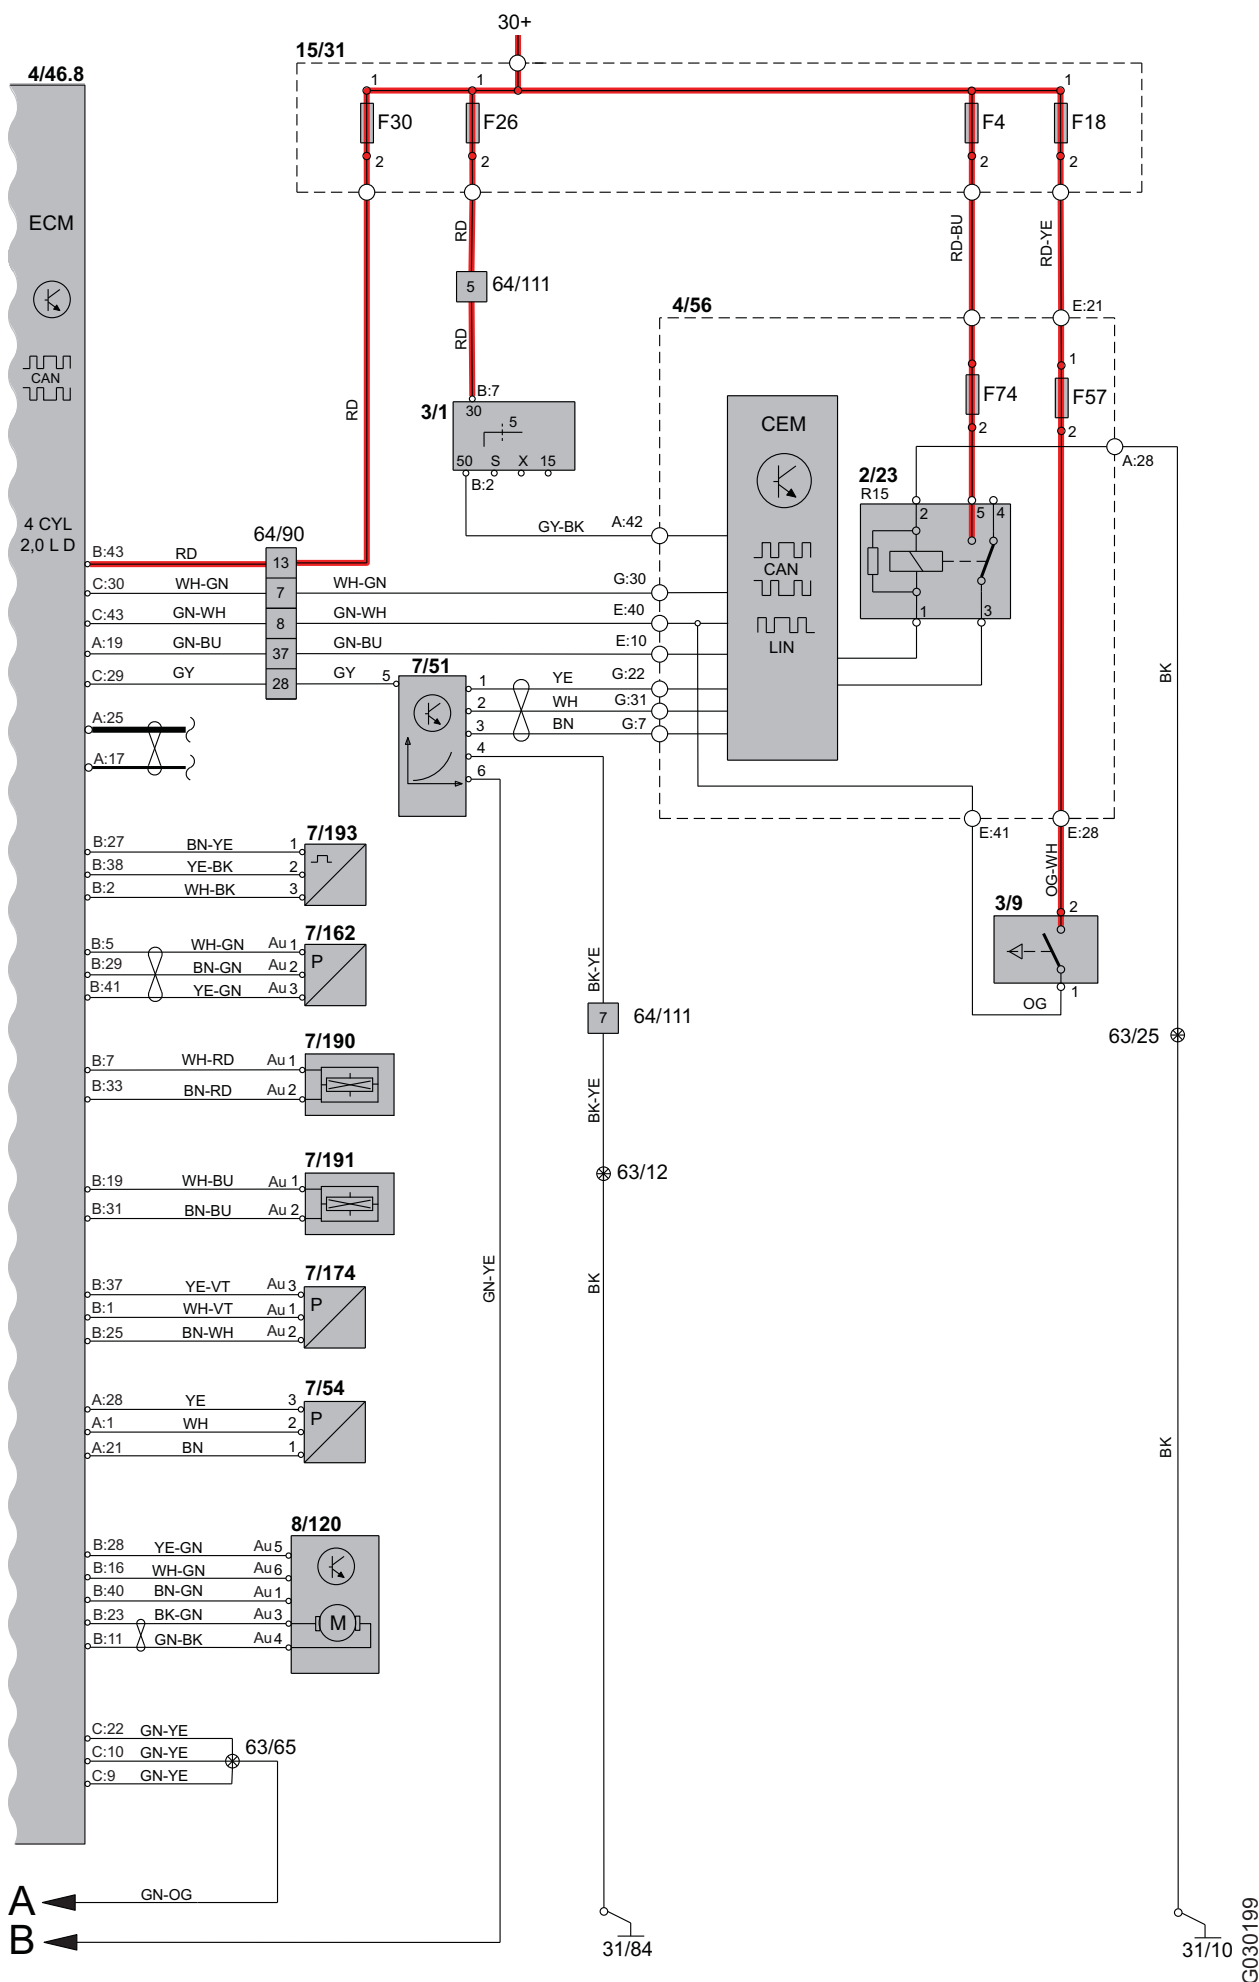 30+
15/31
4/46.8
1 1 1
F30 F26 F4 F18
2 2 2 2
ECM
RD RD-BU RD-YE
5 64/111
4/56 E:21
CAN
RD RD
1
B:7
3/1 30
F74 F57
5
2 2
CEM
50 S X 15
A:28
B:2
2/23
R15
2 5 4
4 CYL
2,0 L D
GY-BK A:42
64/90
B:43 RD 13
CAN
C:30 WH-GN 7 WH-GN G:30
C:43 GN-WH 8 GN-WH E:40
1 3
A:19 GN-BU 37 GN-BU E:10
LIN
C:29 GY 28 GY 5
7/51
1 YE G:22
2 WH G:31
3 BN G:7
4
6
BK
A:25
A:17
E:41 E:28
7/193
B:27 BN-YE 1
B:38 YE-BK 2
B:2 WH-BK 3
OG-WH
3/9 2
1
OG
7/162
B:5 WH-GN Au 1
P
B:29 BN-GN Au 2
B:41 YE-GN Au 3
BK-YE
7 64/111
63/25
7/190
B:7 WH-RD Au 1
B:33 BN-RD Au 2
BK-YE
63/12
7/191
B:19 WH-BU Au 1
B:31 BN-BU Au 2
GN-YE BK
7/174
B:37 YE-VT Au 3
P
B:1 WH-VT Au 1
B:25 BN-WH Au 2
7/54
A:28 YE 3
P
A:1 WH 2
A:21 BN 1
BK
8/120
B:28 YE-GN Au 5
B:16 WH-GN Au 6
B:40 BN-GN Au 1
B:23 BK-GN Au 3
M
B:11 GN-BK Au 4
C:22 GN-YE
C:10 GN-YE 63/65
C:9 GN-YE
A GN-OG
B
31/84 31/10
G030199